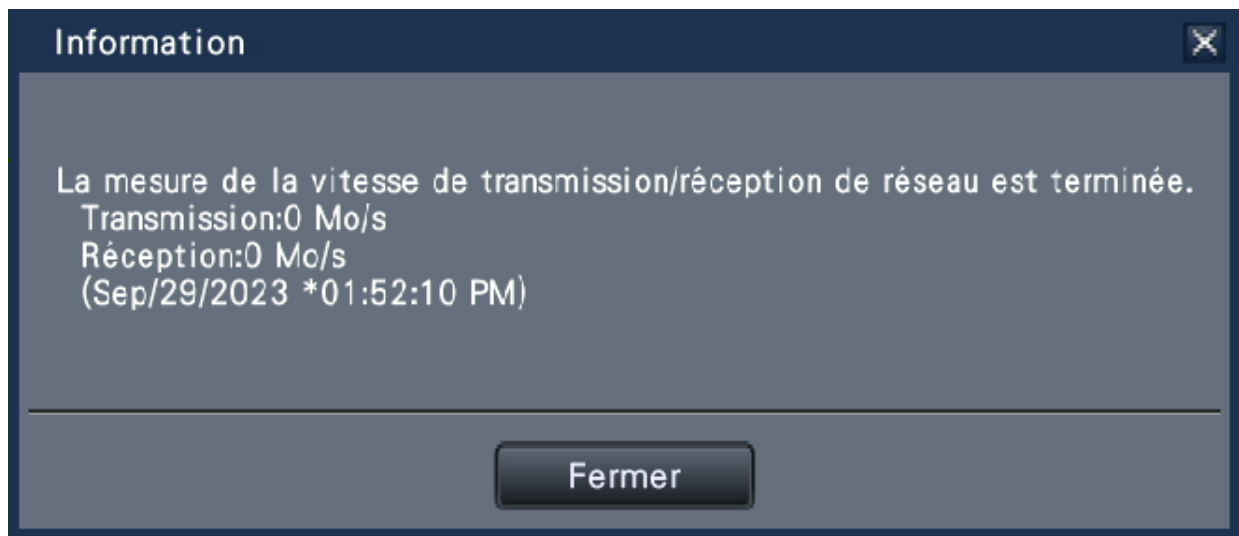 Information
La mesure de la vitesse de transmission/réception de réseau est terminée.
Transmission:0 Mo/s
Réception:0 Mo/s
(Sep/29/2023 *01:52:10 PM)
Fermer